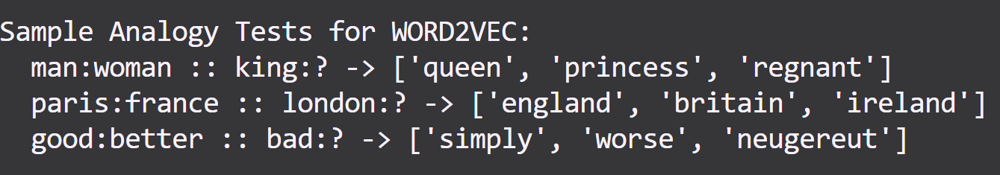 Sample Analogy Tests for WORD2VEC:
  man:woman :: king:? -> ['queen', 'princess', 'regnant']
  paris:france :: london:? -> ['england', 'britain', 'ireland']
  good:better :: bad:? -> ['simply', 'worse', 'neugereut']